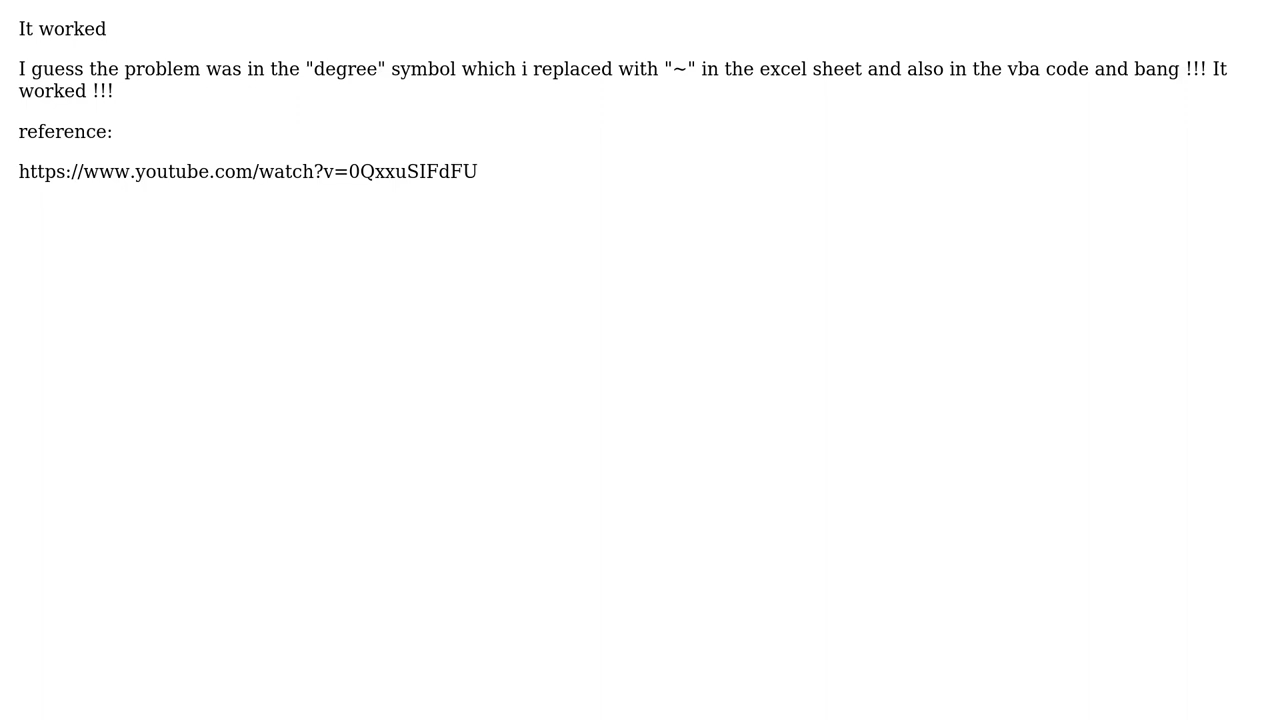 It worked
I guess the problem was in the "degree" symbol which i replaced with "~" in the excel sheet and also in the vba code and bang !!! It
worked !!!
reference:
https://www.youtube.com/watch?v=0QxxuSIFdFU